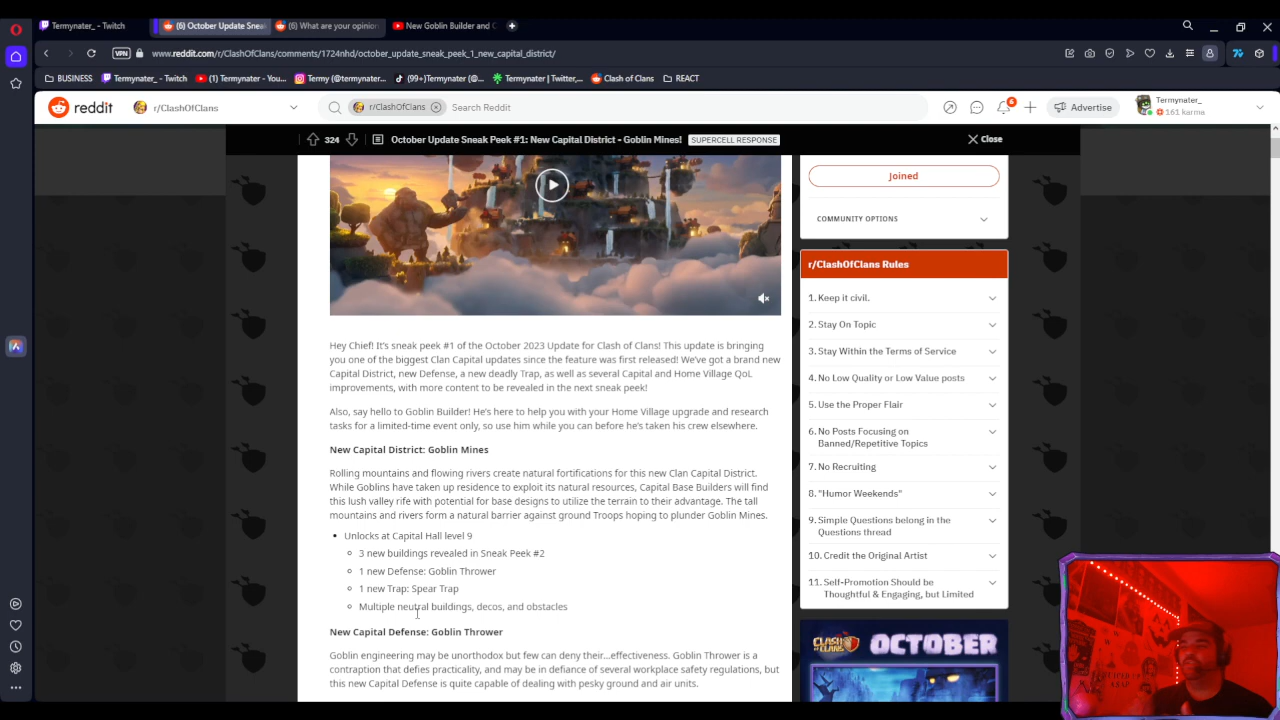 Termynater_ - Twitch
(6) October Update Sneak
(6) What are your opinion
New Goblin Builder and C
VPN
www.reddit.com/r/ClashOfClans/comments/1724nhd/october_update_sneak_peek_1_new_capital_district/
BUSINESS
Termynater_ - Twitch
(1) Termynater - You...
Instagram
Termy (@termynater...
(99+)Termynater (@...
Termynater | Twitter,...
Clash of Clans
REACT
reddit
r/ClashOfClans
r/ClashOfClans
Search Reddit
6
Advertise
Termynater_
161 karma
324
October Update Sneak Peek #1: New Capital District - Goblin Mines!
SUPERCELL RESPONSE
Close
Hey Chief! It's sneak peek #1 of the October 2023 Update for Clash of Clans! This update is bringing
you one of the biggest Clan Capital updates since the feature was first released! We've got a brand new
Capital District, new Defense, a new deadly Trap, as well as several Capital and Home Village QoL
improvements, with more content to be revealed in the next sneak peek!
Also, say hello to Goblin Builder! He's here to help you with your Home Village upgrade and research
tasks for a limited-time event only, so use him while you can before he's taken his crew elsewhere.
New Capital District: Goblin Mines
Rolling mountains and flowing rivers create natural fortifications for this new Clan Capital District.
While Goblins have taken up residence to exploit its natural resources, Capital Base Builders will find
this lush valley rife with potential for base designs to utilize the terrain to their advantage. The tall
mountains and rivers form a natural barrier against ground Troops hoping to plunder Goblin Mines.
Unlocks at Capital Hall level 9
3 new buildings revealed in Sneak Peek #2
1 new Defense: Goblin Thrower
1 new Trap: Spear Trap
Multiple neutral buildings, decos, and obstacles
New Capital Defense: Goblin Thrower
Goblin engineering may be unorthodox but few can deny their...effectiveness. Goblin Thrower is a
contraption that defies practicality, and may be in defiance of several workplace safety regulations, but
this new Capital Defense is quite capable of dealing with pesky ground and air units.
Joined
COMMUNITY OPTIONS
r/ClashOfClans Rules
1. Keep it civil.
2. Stay On Topic
3. Stay Within the Terms of Service
4. No Low Quality or Low Value posts
5. Use the Proper Flair
6. No Posts Focusing on
Banned/Repetitive Topics
7. No Recruiting
8. "Humor Weekends"
9. Simple Questions belong in the
Questions thread
10. Credit the Original Artist
11. Self-Promotion Should be
Thoughtful & Engaging, but Limited
CLASH OF CLANS
OCTOBER